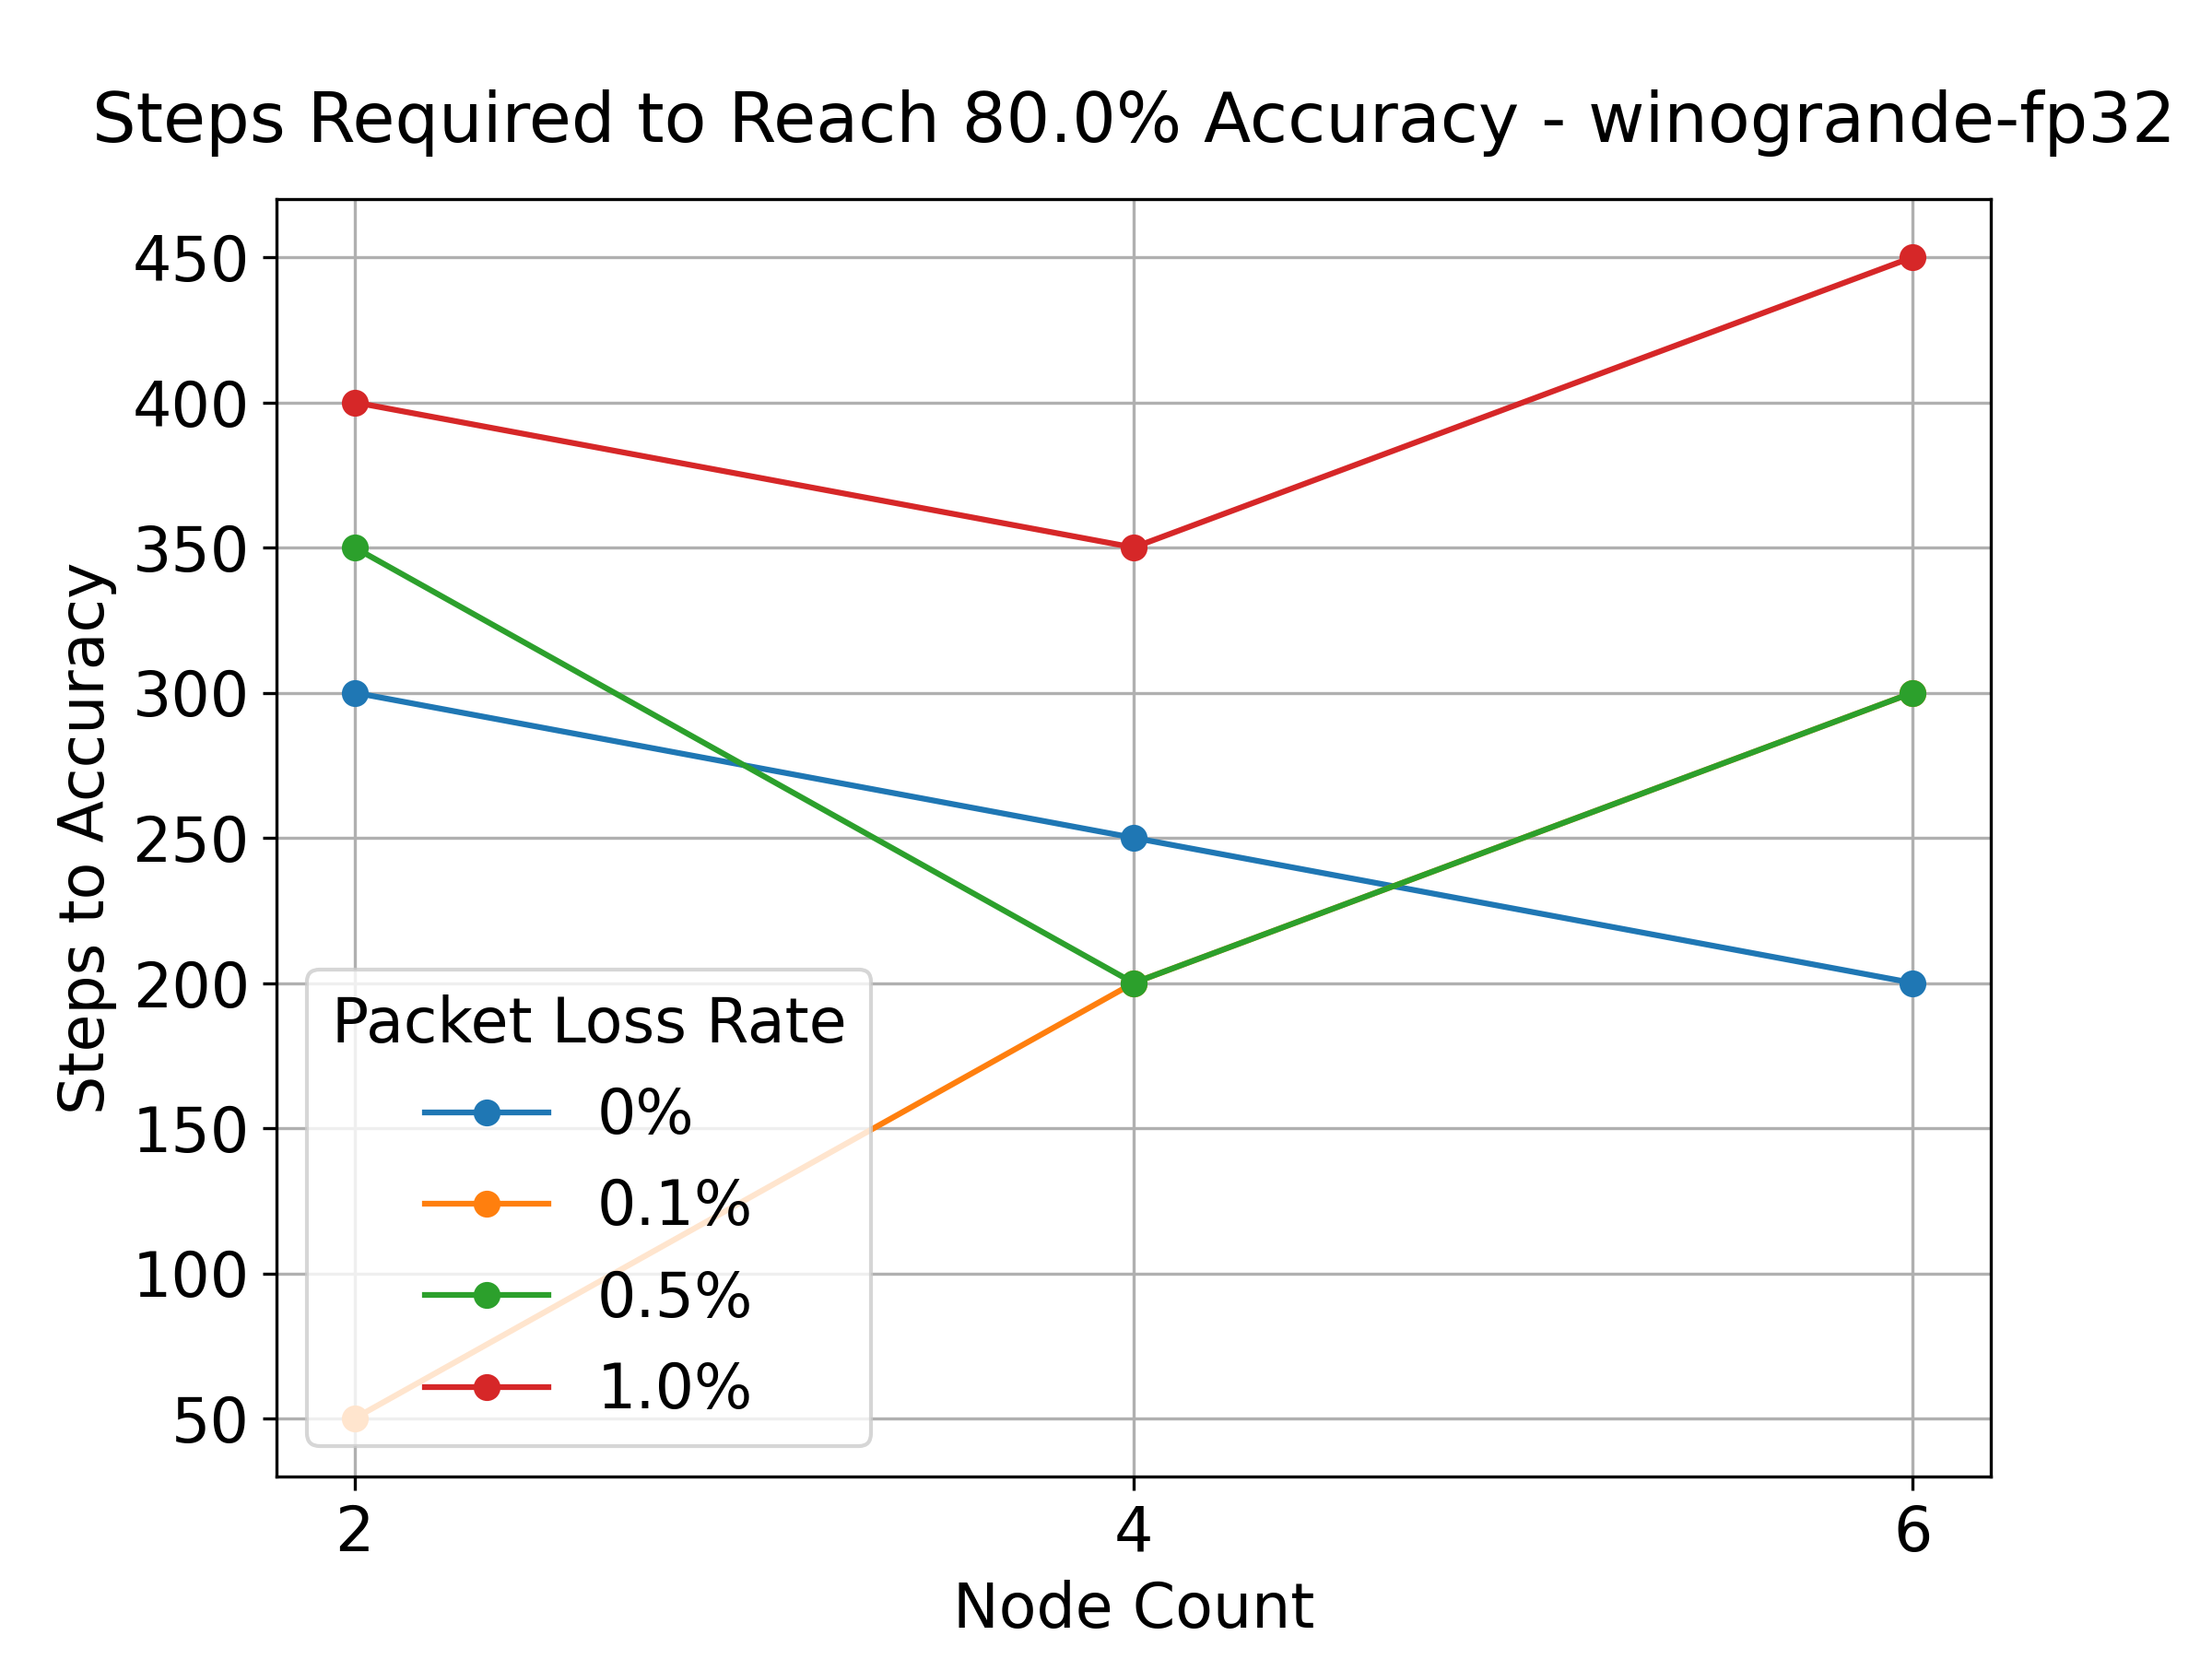 Steps Required to Reach 80.0% Accuracy - winogrande-fp32
Steps to Accuracy
450
400
350
300
250
200
150
100
50
Packet Loss Rate
0%
0.1%
0.5%
1.0%
2 4 6
Node Count